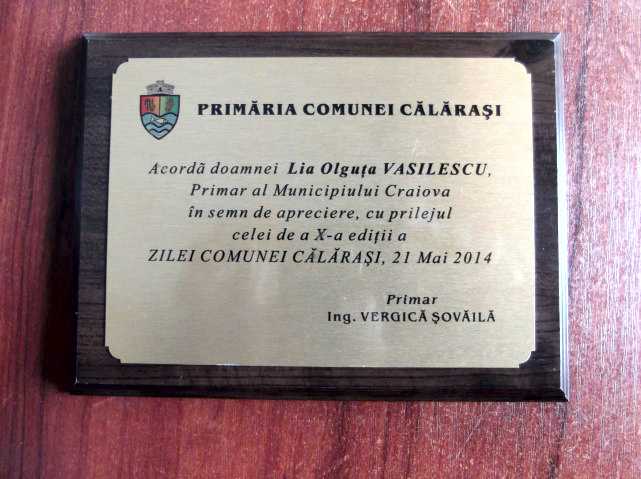 PRIMĂRIA COMUNEI CĂLĂRAŞI
Acordă doamnei Lia Olguţa VASILESCU,
Primar al Municipiului Craiova
în semn de apreciere, cu prilejul
celei de a X-a ediţii a
ZILEI COMUNEI CĂLĂRAŞI, 21 Mai 2014
Primar
Ing. VERGICĂ ŞOVĂILĂ